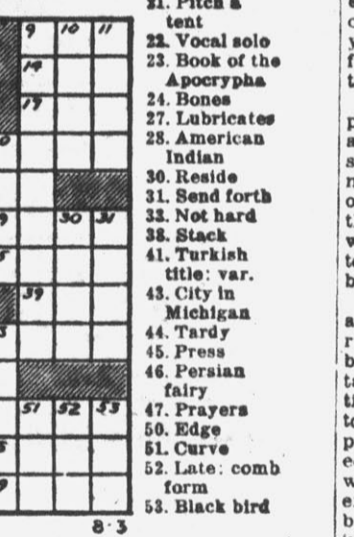 21. Pitch a
tent
22. Vocal solo
23. Book of the
Apocrypha
24. Bones
27. Lubricates
28. American
Indian
30. Reside
31. Send forth
33. Not hard
38. Stack
41. Turkish
title: var.
43. City in
Michigan
44. Tardy
45. Press
46. Persian
fairy
47. Prayers
50. Edge
51. Curve
52. Late: comb
form
53. Black bird
9 10 11
14
17
30 31
39
51 52 53
8-3